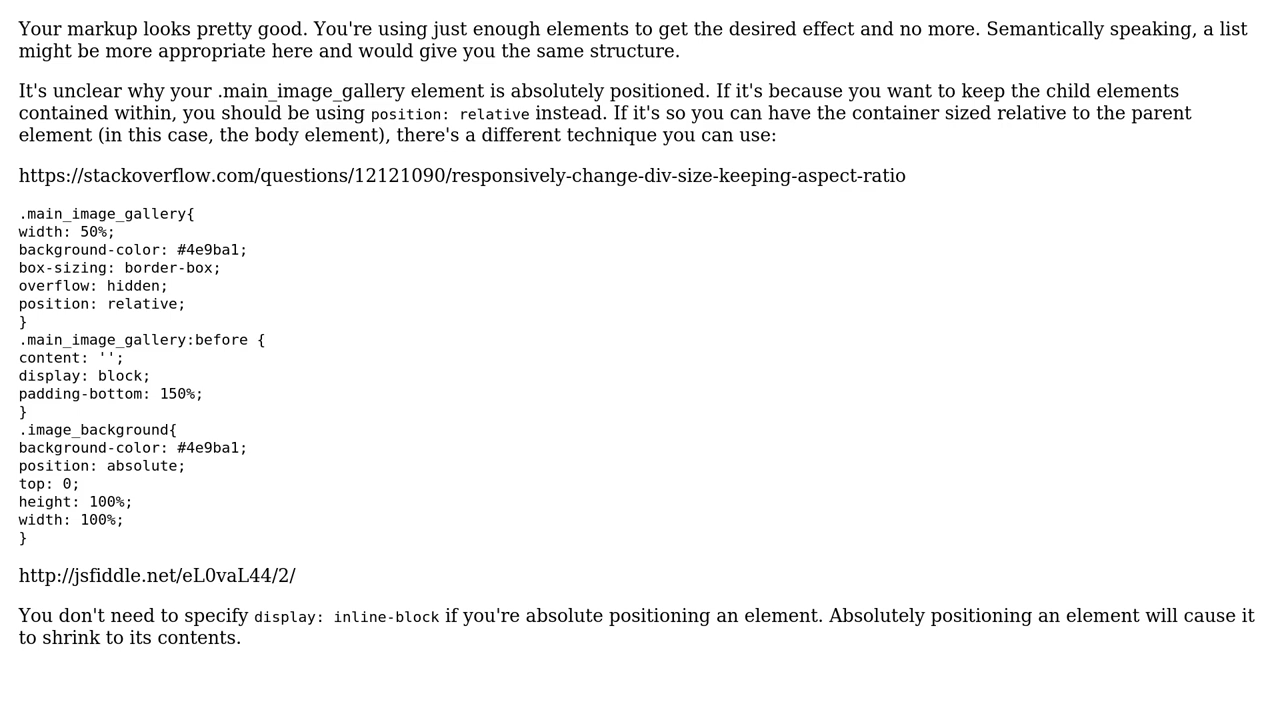 Your markup looks pretty good. You're using just enough elements to get the desired effect and no more. Semantically speaking, a list
might be more appropriate here and would give you the same structure.
It's unclear why your .main_image_gallery element is absolutely positioned. If it's because you want to keep the child elements
contained within, you should be using position: relative instead. If it's so you can have the container sized relative to the parent
element (in this case, the body element), there's a different technique you can use:
https://stackoverflow.com/questions/12121090/responsively-change-div-size-keeping-aspect-ratio
.main_image_gallery{
width: 50%;
background-color: #4e9ba1;
box-sizing: border-box;
overflow: hidden;
position: relative;
}
.main_image_gallery:before {
content: '';
display: block;
padding-bottom: 150%;
}
.image_background{
background-color: #4e9ba1;
position: absolute;
top: 0;
height: 100%;
width: 100%;
}
http://jsfiddle.net/eL0vaL44/2/
You don't need to specify display: inline-block if you're absolute positioning an element. Absolutely positioning an element will cause it
to shrink to its contents.